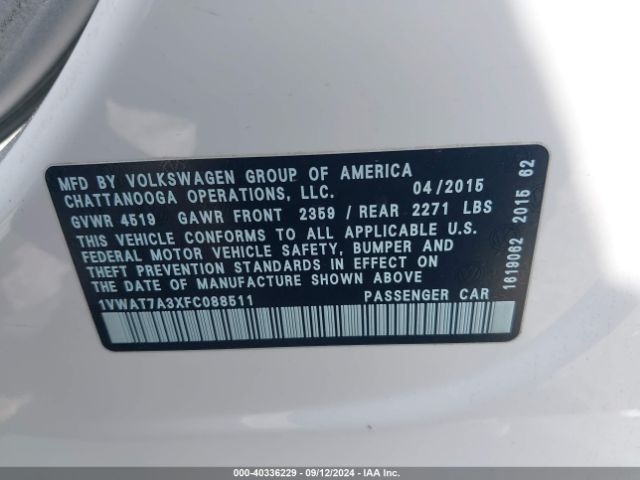 MFD BY VOLKSWAGEN GROUP OF AMERICA
CHATTANOOGA OPERATIONS, LLC. 04/2015
GVWR 4519 GAWR FRONT 2359 / REAR 2271 LBS
THIS VEHICLE CONFORMS TO ALL APPLICABLE U.S.
FEDERAL MOTOR VEHICLE SAFETY, BUMPER AND
THEFT PREVENTION STANDARDS IN EFFECT ON
THE DATE OF MANUFACTURE SHOWN ABOVE
1VWAT7A3XFC088511 PASSENGER CAR
1619062 2015 62
000-40336229 - 09/12/2024 - IAA Inc.